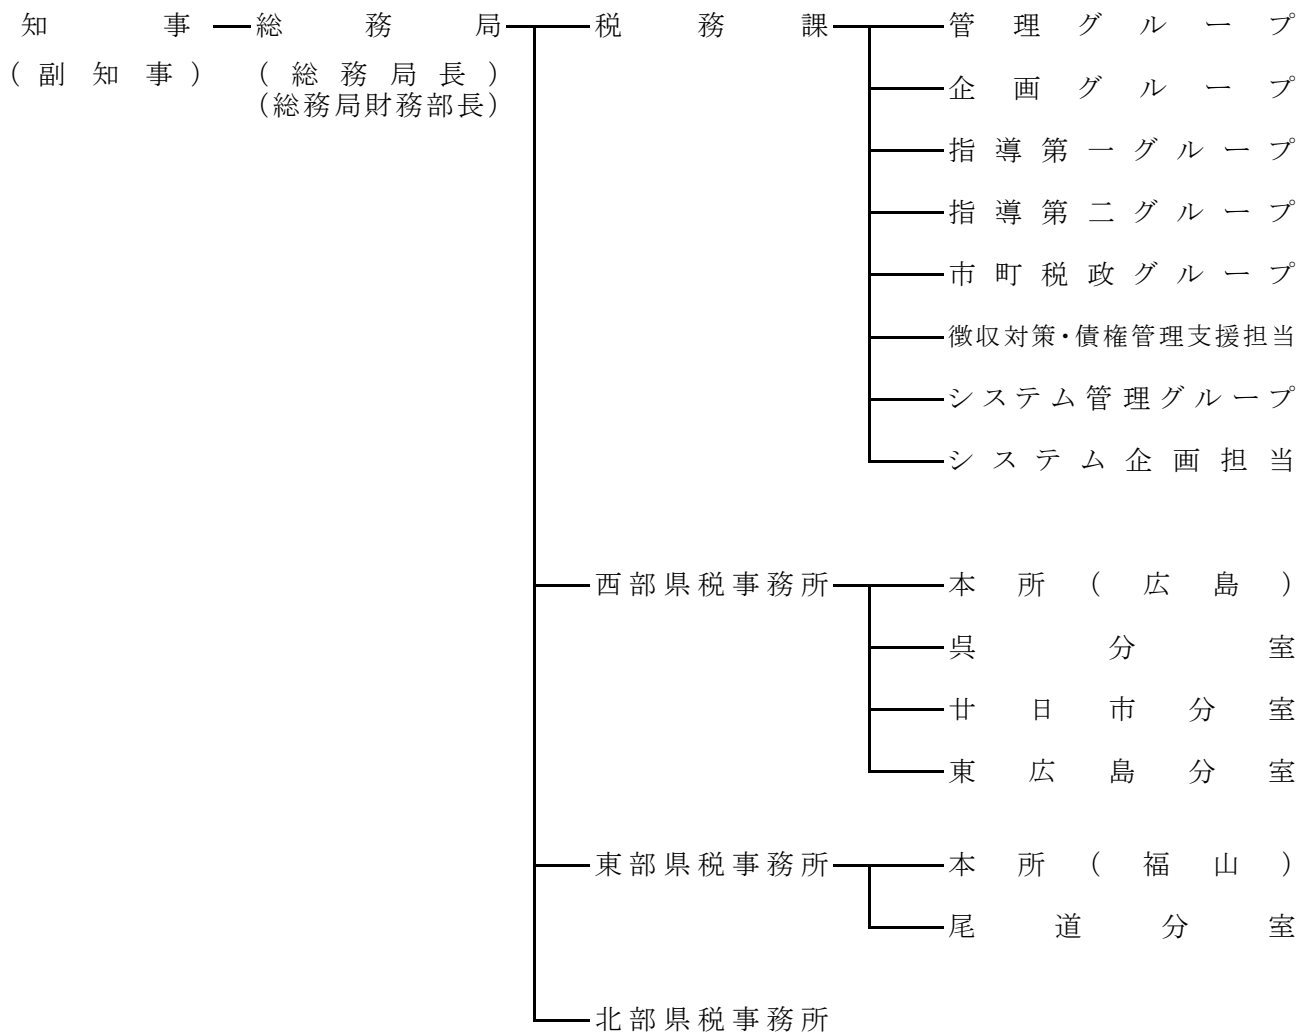 知事 総務局 税務課 管理グループ
(副知事) (総務局長)
(総務局財務部長)
企画グループ
指導第一グループ
指導第二グループ
市町税政グループ
徴収対策・債権管理支援担当
システム管理グループ
システム企画担当
西部県税事務所 本所(広島)
呉分室
廿日市分室
東広島分室
東部県税事務所 本所(福山)
尾道分室
北部県税事務所